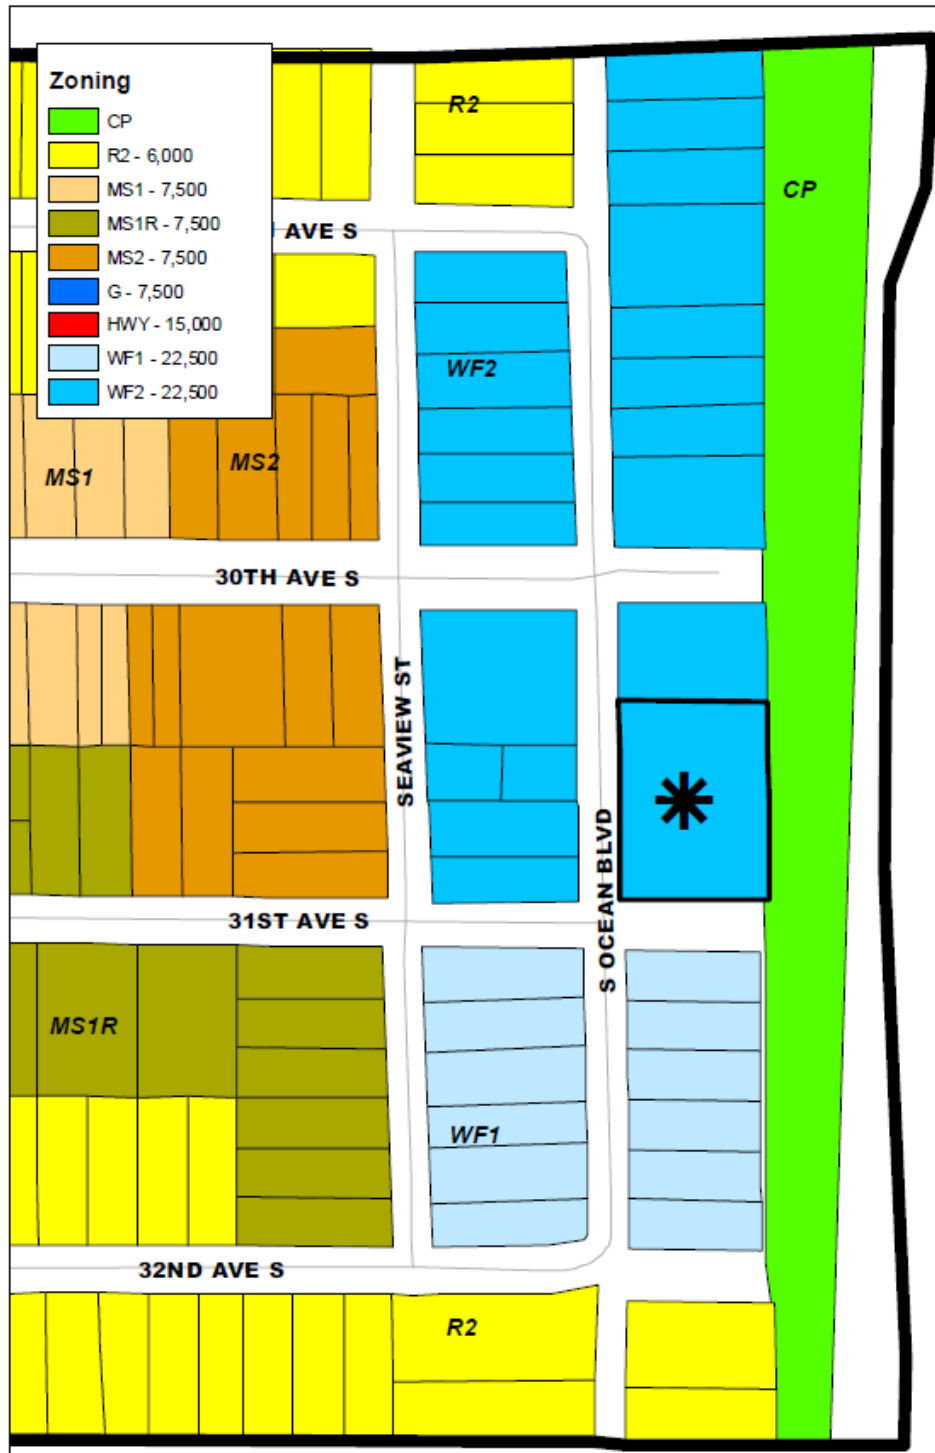 Zoning
CP
R2 - 6,000
MS1 - 7,500
MS1R - 7,500
MS2 - 7,500
G - 7,500
HWY - 15,000
WF1 - 22,500
WF2 - 22,500
R2
CP
AVE S
WF2
MS1
MS2
30TH AVE S
SEAVIEW ST
S OCEAN BLVD
31ST AVE S
MS1R
WF1
32ND AVE S
R2